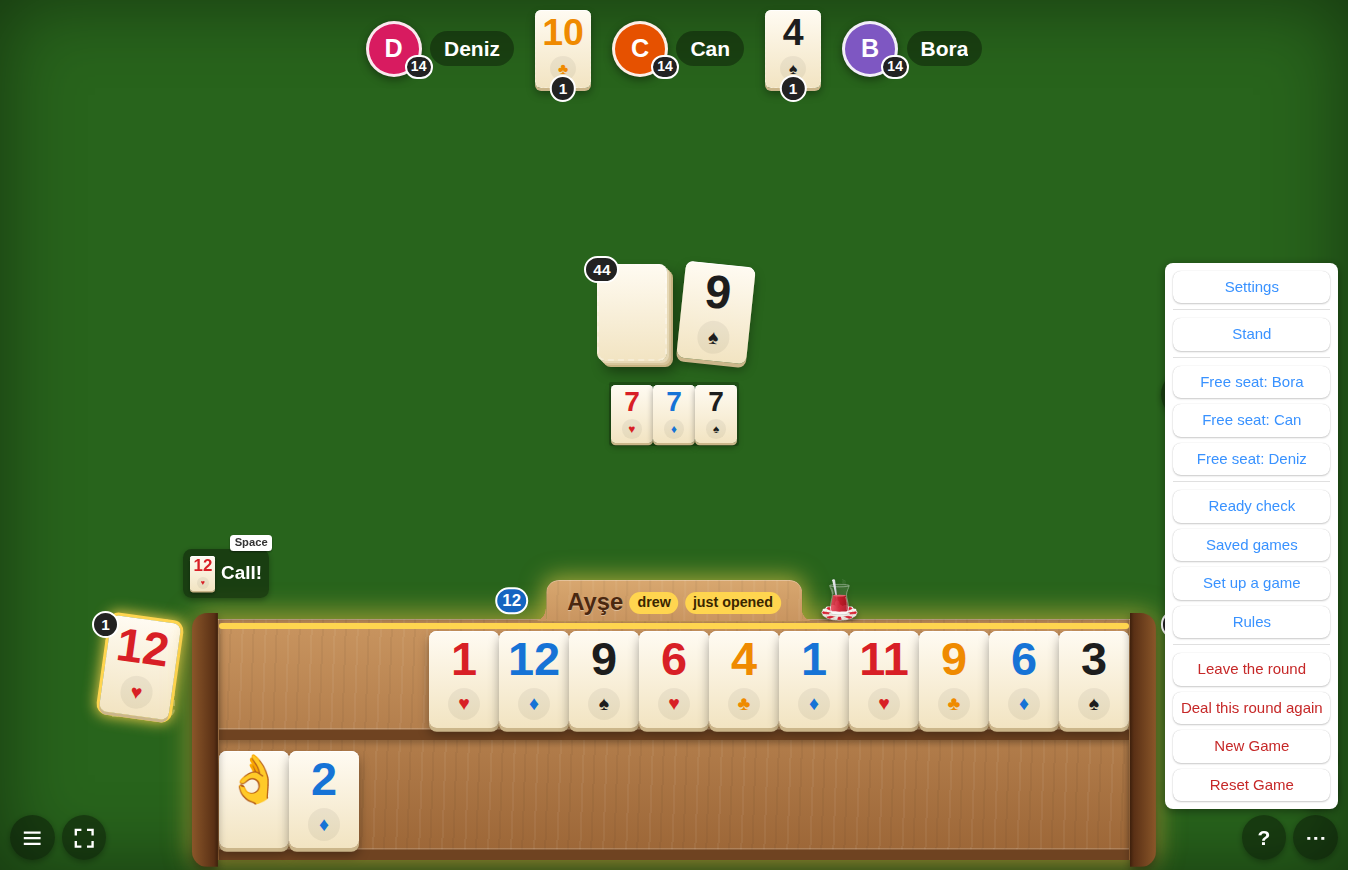 D
14
Deniz
10
1
C
14
Can
4
1
B
14
Bora
44
9
7
7
7
Settings
Stand
Free seat: Bora
Free seat: Can
Free seat: Deniz
Ready check
Saved games
Set up a game
Rules
Leave the round
Deal this round again
New Game
Reset Game
Space
12
Call!
12
Ayşe
drew
just opened
1
12
1
12
9
6
4
1
11
9
6
3
2
?